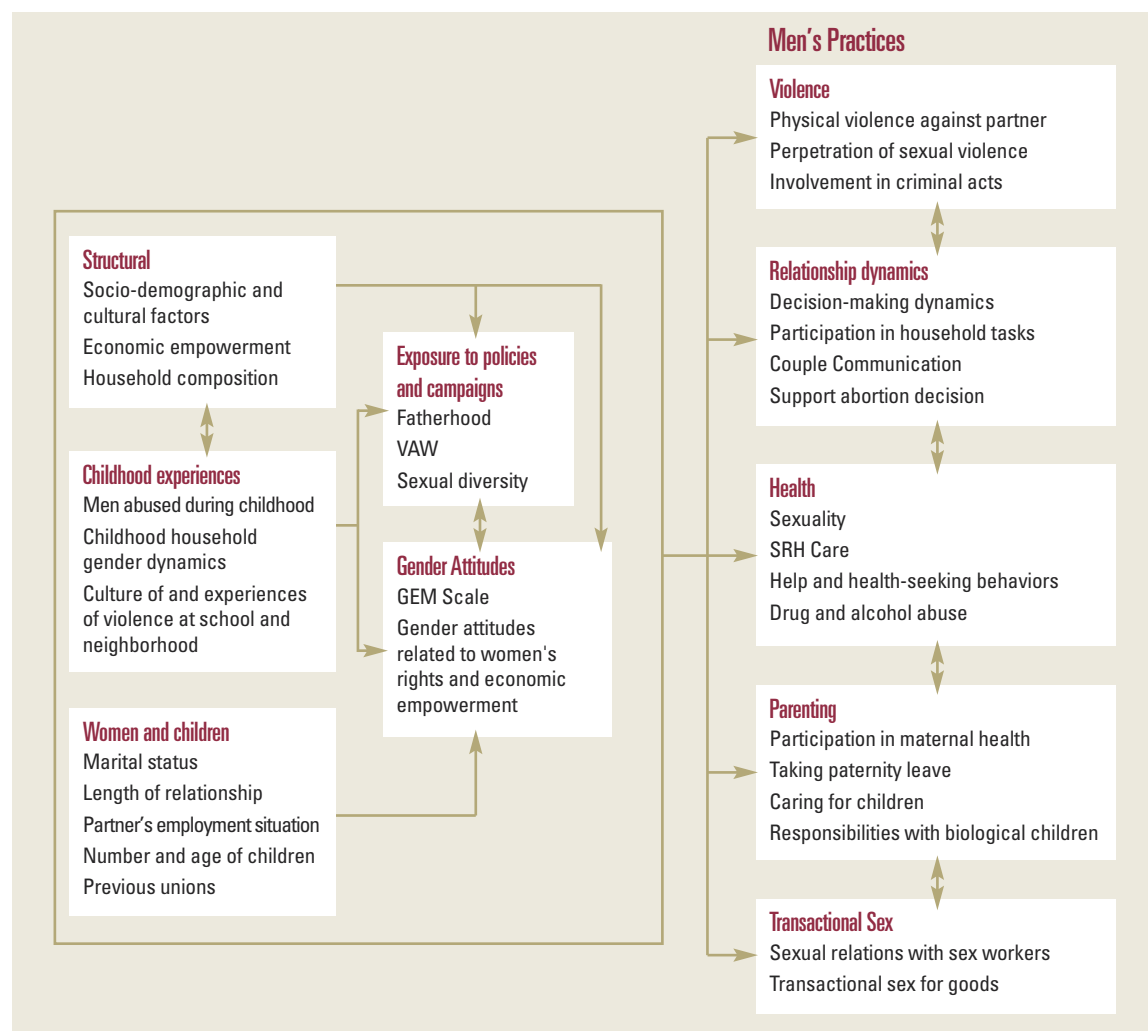 Structural
Socio-demographic and
cultural factors
Economic empowerment
Household composition
Childhood experiences
Men abused during childhood
Childhood household
gender dynamics
Culture of and experiences
of violence at school and
neighborhood
Women and children
Marital status
Length of relationship
Partner's employment situation
Number and age of children
Previous unions
Exposure to policies
and campaigns
Fatherhood
VAW
Sexual diversity
Gender Attitudes
GEM Scale
Gender attitudes
related to women's
rights and economic
empowerment
Men's Practices
Violence
Physical violence against partner
Perpetration of sexual violence
Involvement in criminal acts
Relationship dynamics
Decision-making dynamics
Participation in household tasks
Couple Communication
Support abortion decision
Health
Sexuality
SRH Care
Help and health-seeking behaviors
Drug and alcohol abuse
Parenting
Participation in maternal health
Taking paternity leave
Caring for children
Responsibilities with biological children
Transactional Sex
Sexual relations with sex workers
Transactional sex for goods